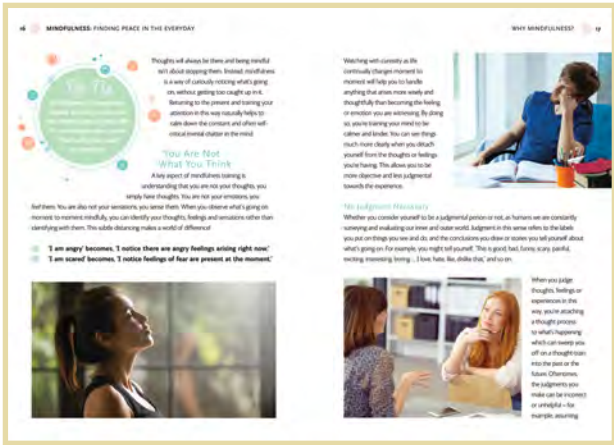 16 MINDFULNESS: FINDING PEACE IN THE EVERYDAY
Thoughts will always be there and being mindful
isn't about stopping them. Instead, mindfulness
is a way of curiously noticing what's going
on, without getting too caught up in it.
Returning to the present and training your
attention in this way naturally helps to
calm down the constant and often self-
critical mental chatter in the mind.
You Are Not
What You Think
A key aspect of mindfulness training is
understanding that you are not your thoughts, you
simply have thoughts. You are not your emotions, you
feel them. You are also not your sensations, you sense them. When you observe what's going on
moment to moment mindfully, you can identify your thoughts, feelings and sensations rather than
identifying with them. This subtle distancing makes a world of difference!
'I am angry' becomes, 'I notice there are angry feelings arising right now.'
'I am scared' becomes, 'I notice feelings of fear are present at the moment.'
WHY MINDFULNESS? 17
Watching with curiosity as life
continually changes moment to
moment will help you to handle
anything that arises more wisely and
thoughtfully than becoming the feeling
or emotion you are witnessing. By doing
so, you're training your mind to be
calmer and kinder. You can see things
much more clearly when you detach
yourself from the thoughts or feelings
you're having. This allows you to be
more objective and less judgmental
towards the experience.
No Judgment Necessary
Whether you consider yourself to be a judgmental person or not, as humans we are constantly
surveying and evaluating our inner and outer world. Judgment in this sense refers to the labels
you put on things you see and do, and the conclusions you draw or stories you tell yourself about
what's going on. For example, you might tell yourself, 'This is good, bad, funny, scary, painful,
exciting, interesting, boring ... I love, hate, like, dislike that,' and so on.
When you judge
thoughts, feelings or
experiences in this
way, you're attaching
a thought process
to what's happening
which can sweep you
off on a thought train
into the past or the
future. Oftentimes,
the judgments you
make can be incorrect
or unhelpful – for
example, assuming